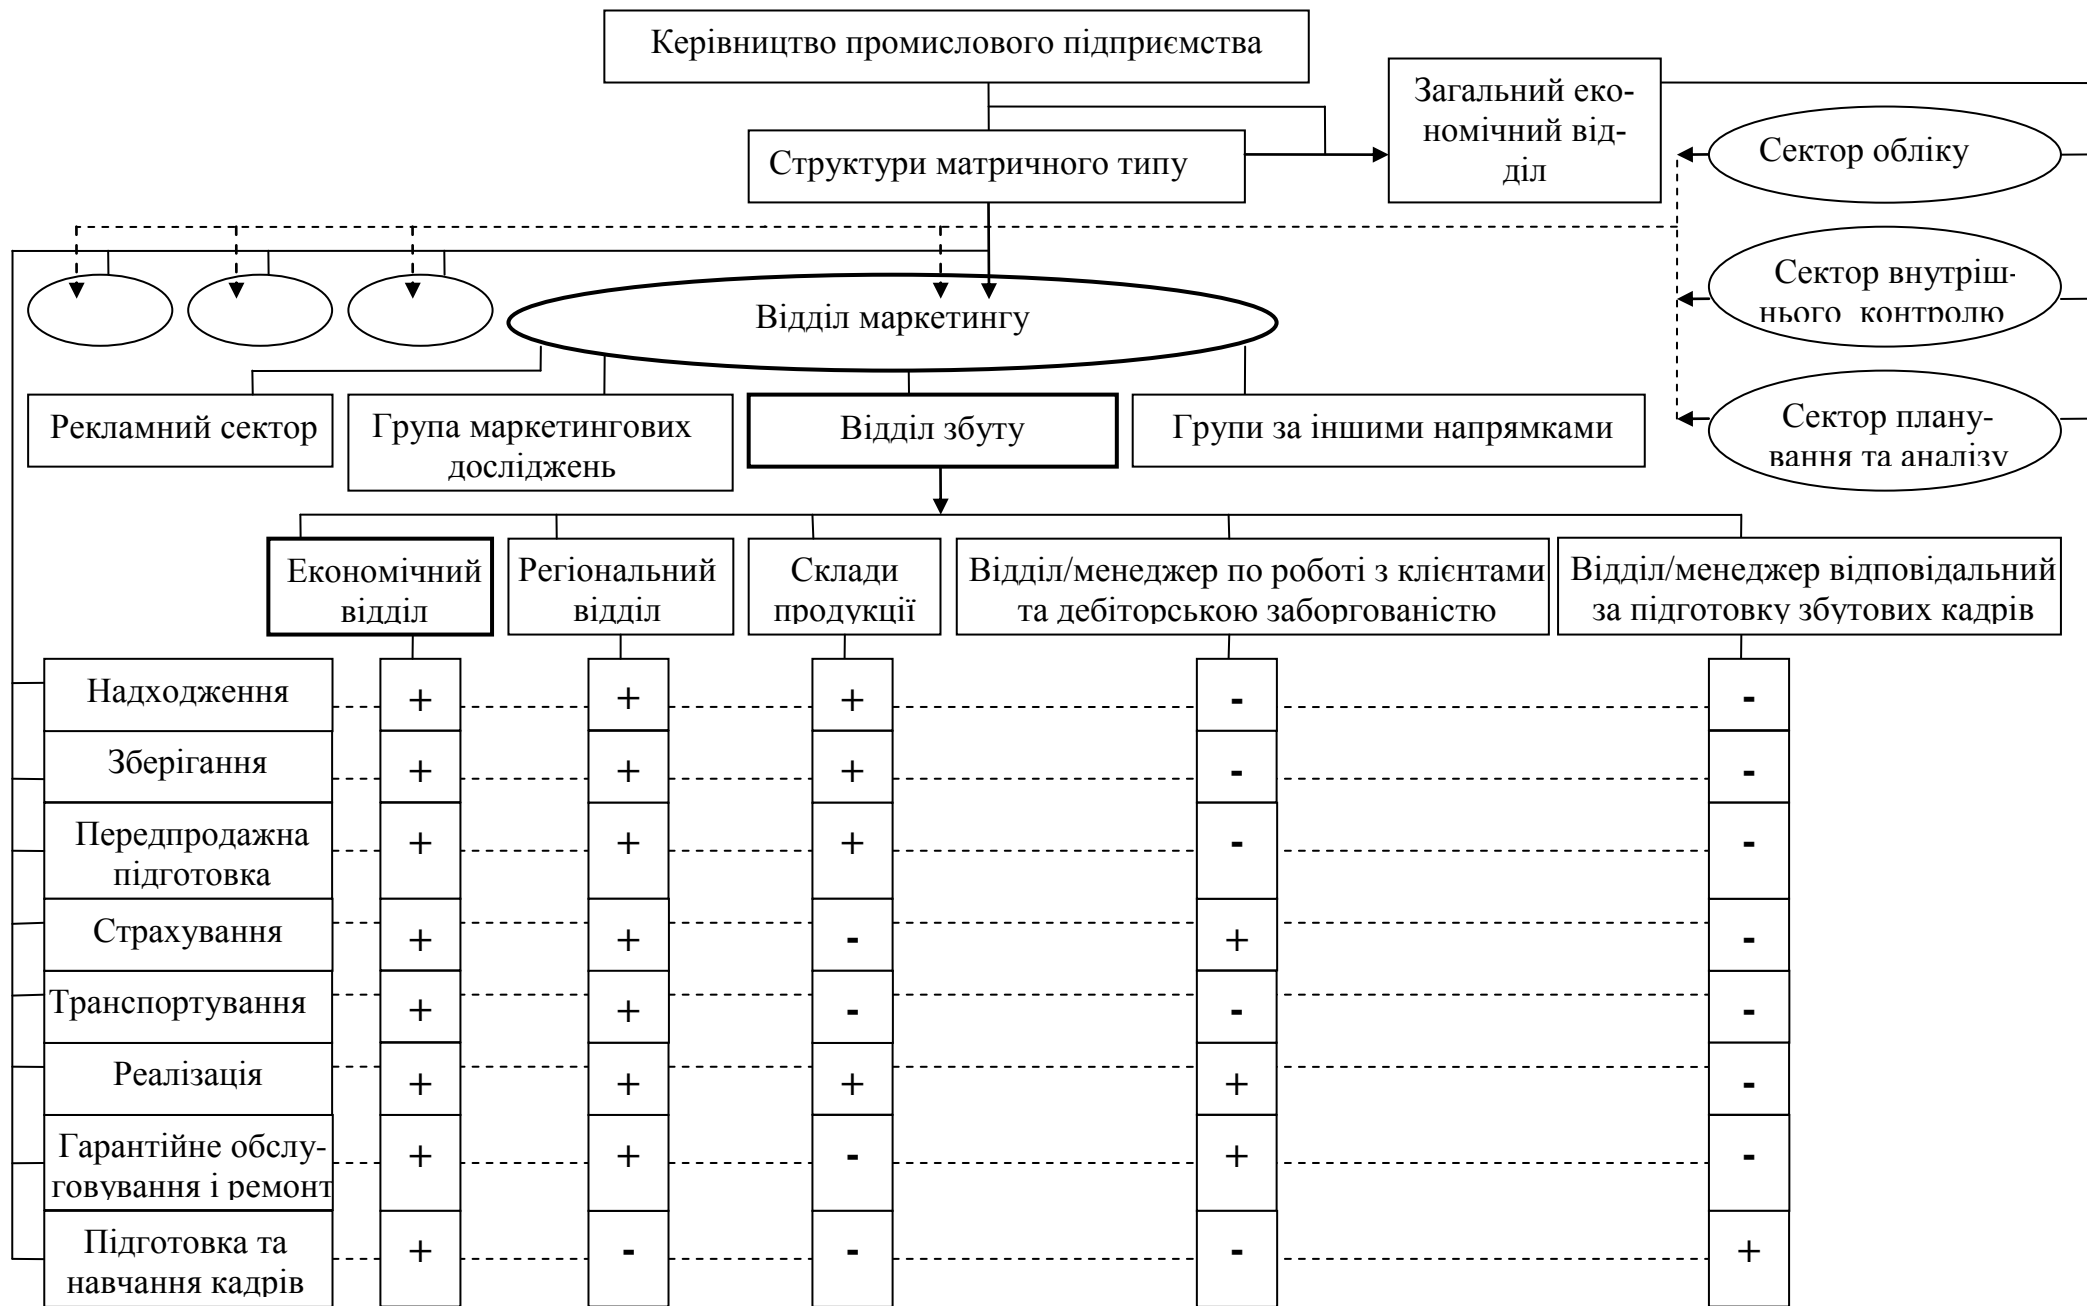 Керівництво промислового підприємства
Загальний еко-
номічний від-
діл
Структури матричного типу
Сектор обліку
Сектор внутріш-
нього контролю
Відділ маркетингу
Рекламний сектор
Група маркетингових
досліджень
Відділ збуту
Групи за іншими напрямками
Сектор плану-
вання та аналізу
Економічний
відділ
Регіональний
відділ
Склади
продукції
Відділ/менеджер по роботі з клієнтами
та дебіторською заборгованістю
Відділ/менеджер відповідальний
за підготовку збутових кадрів
Надходження + + + - -
Зберігання + + + - -
Передпродажна
підготовка + + + - -
Страхування + + - + -
Транспортування + + - - -
Реалізація + + + + -
Гарантійне обслу-
говування і ремонт + + - + -
Підготовка та
навчання кадрів + - - - +